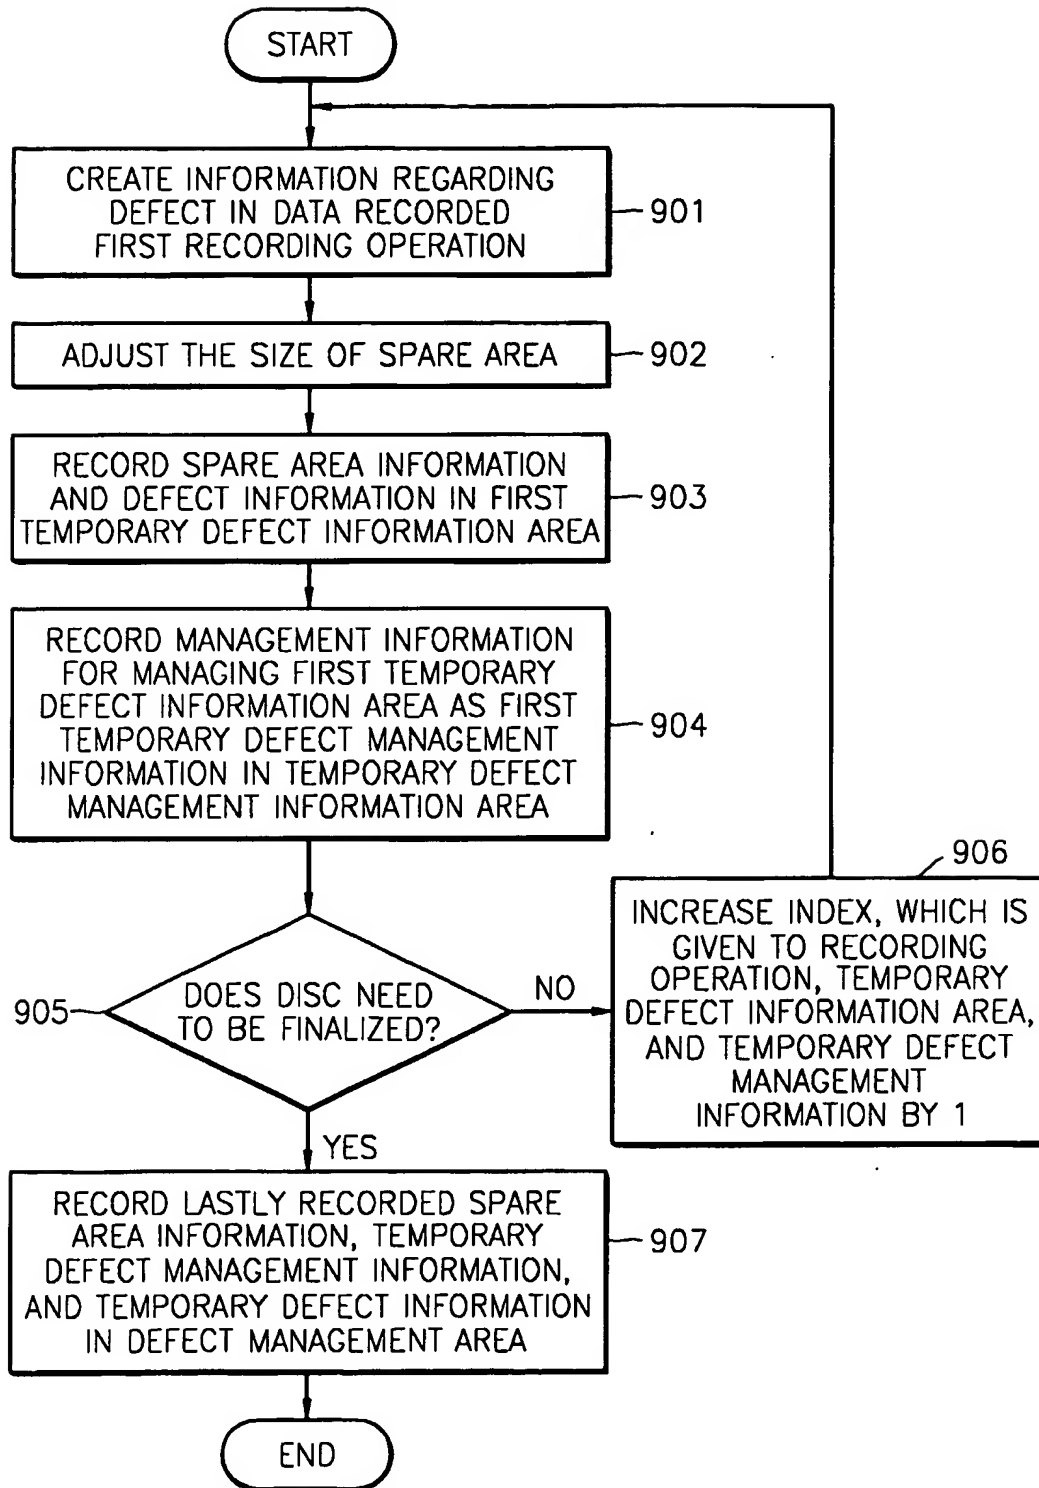 START
CREATE INFORMATION REGARDING
DEFECT IN DATA RECORDED
FIRST RECORDING OPERATION
901
ADJUST THE SIZE OF SPARE AREA
902
RECORD SPARE AREA INFORMATION
AND DEFECT INFORMATION IN FIRST
TEMPORARY DEFECT INFORMATION AREA
903
RECORD MANAGEMENT INFORMATION
FOR MANAGING FIRST TEMPORARY
DEFECT INFORMATION AREA AS FIRST
TEMPORARY DEFECT MANAGEMENT
INFORMATION IN TEMPORARY DEFECT
MANAGEMENT INFORMATION AREA
904
905
DOES DISC NEED
TO BE FINALIZED?
NO
906
INCREASE INDEX, WHICH IS
GIVEN TO RECORDING
OPERATION, TEMPORARY
DEFECT INFORMATION AREA,
AND TEMPORARY DEFECT
MANAGEMENT
INFORMATION BY 1
YES
RECORD LASTLY RECORDED SPARE
AREA INFORMATION, TEMPORARY
DEFECT MANAGEMENT INFORMATION,
AND TEMPORARY DEFECT INFORMATION
IN DEFECT MANAGEMENT AREA
907
END